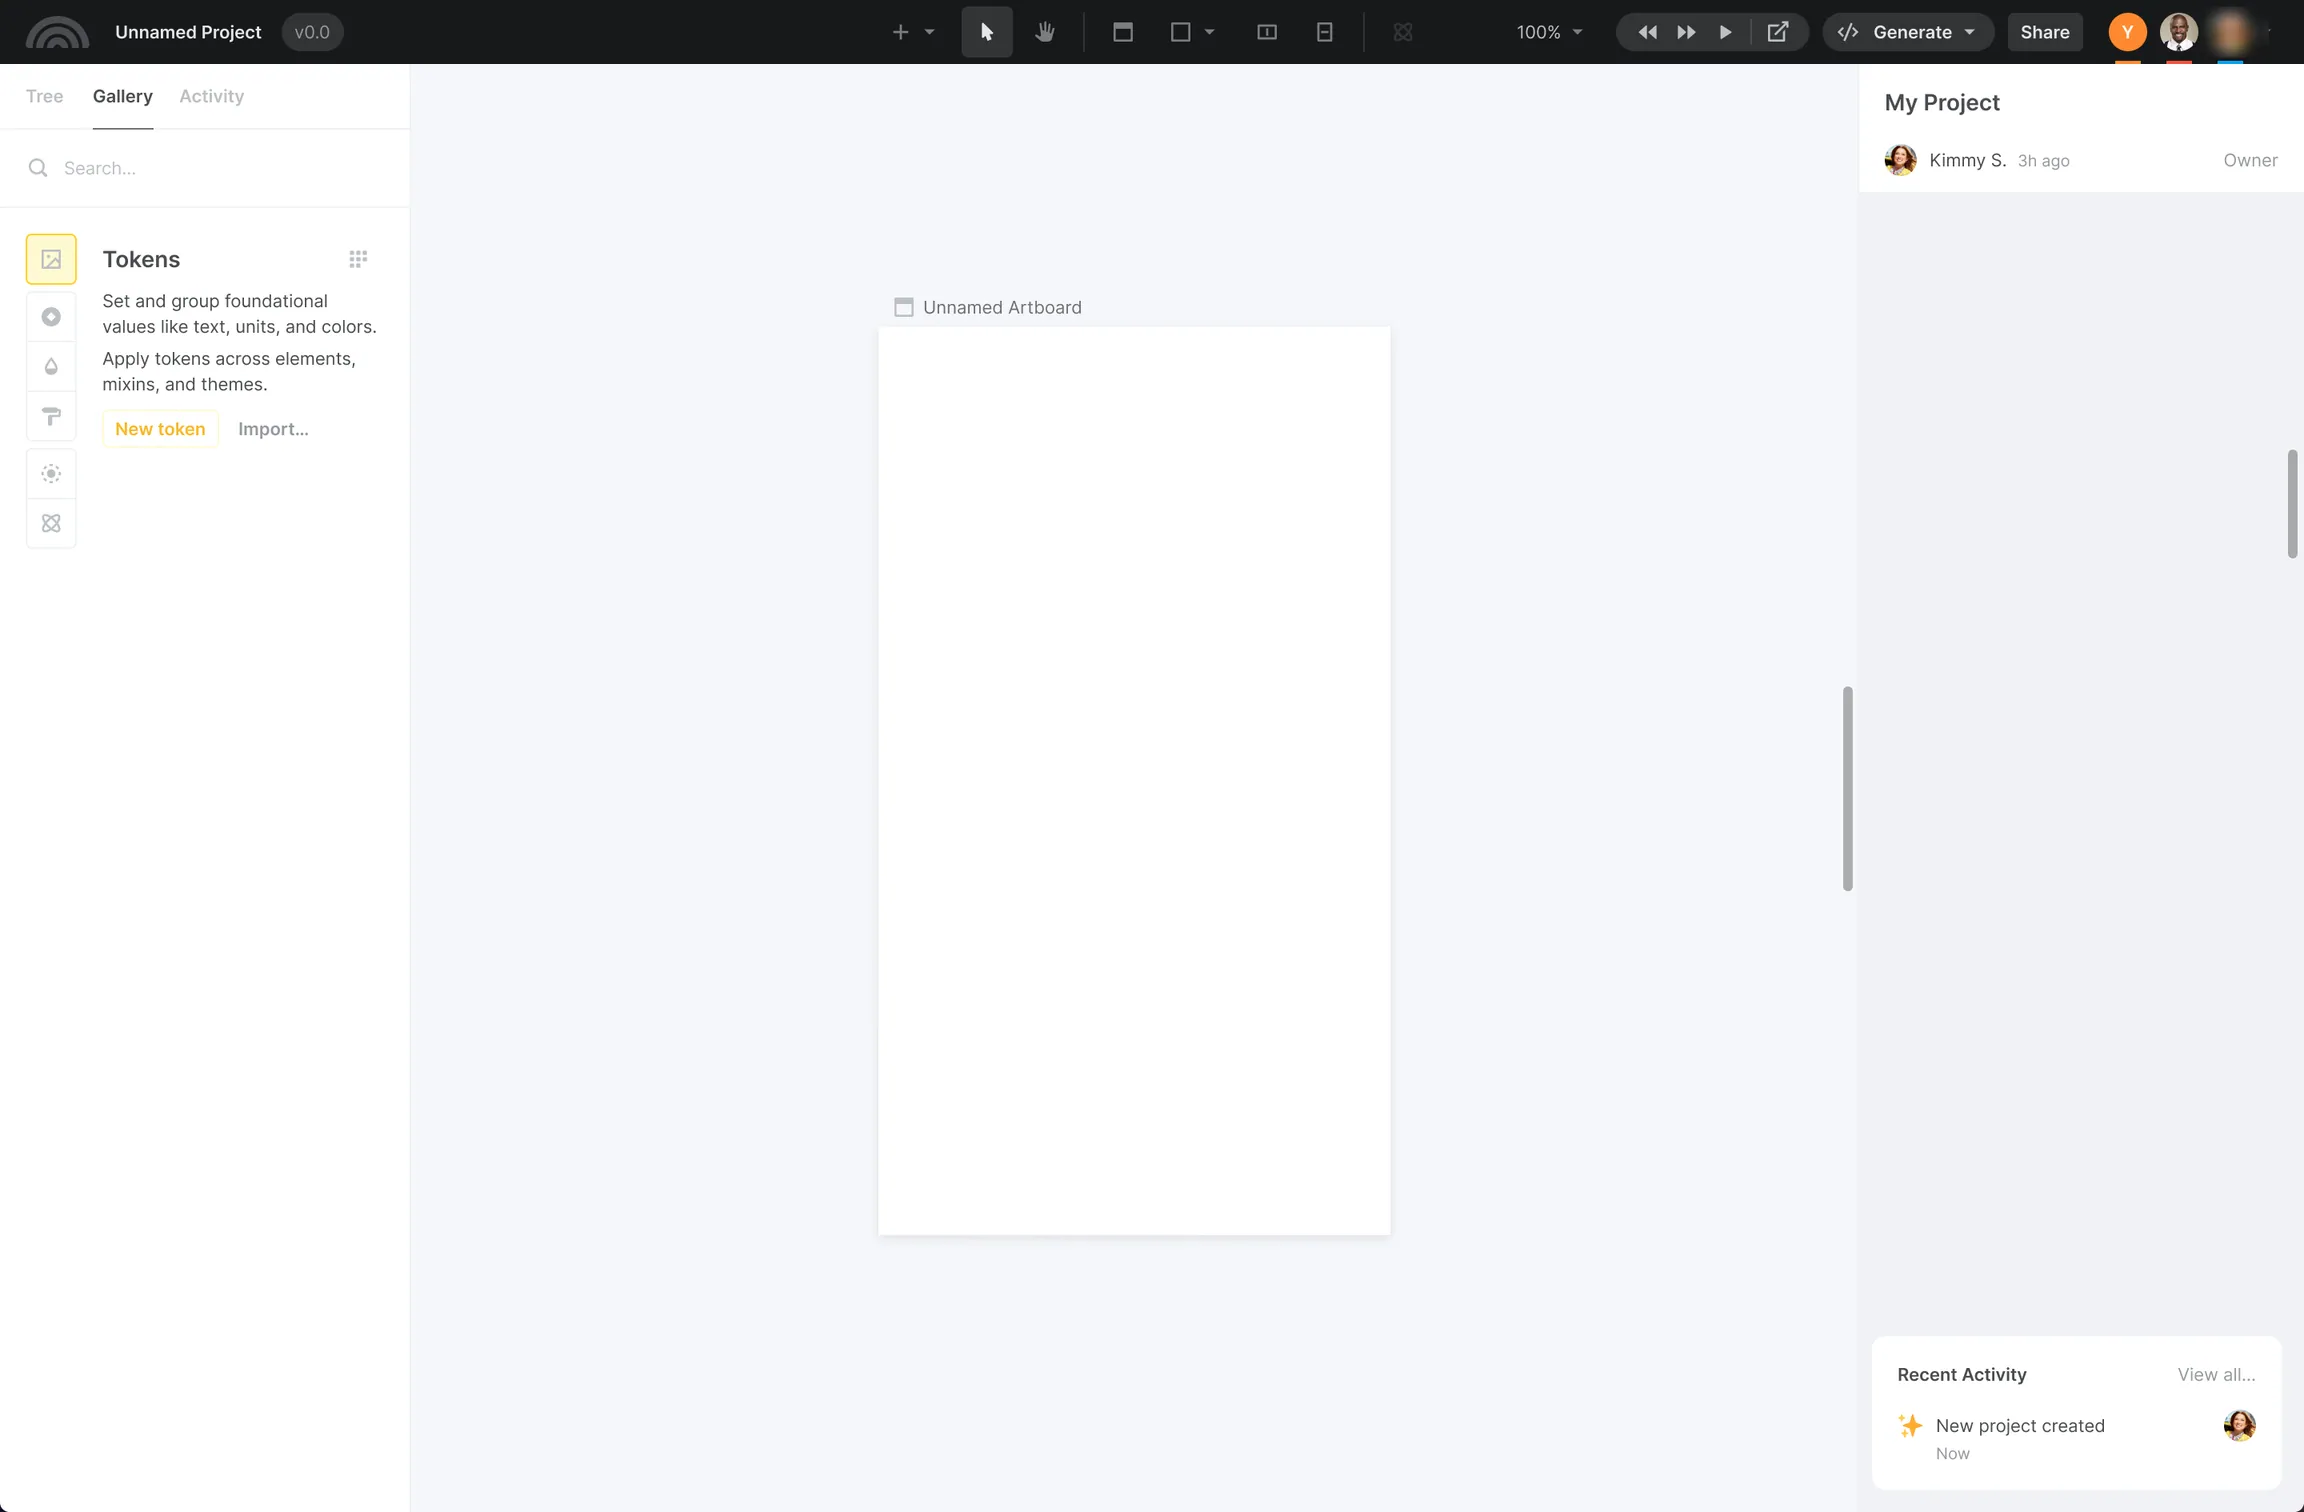 Unnamed Project
v0.0
100%
Generate
Share
Y
Tree
Gallery
Activity
Search...
Tokens
Set and group foundational
values like text, units, and colors.
Apply tokens across elements,
mixins, and themes.
New token
Import...
Unnamed Artboard
My Project
Kimmy S.
3h ago
Owner
Recent Activity
View all...
New project created
Now